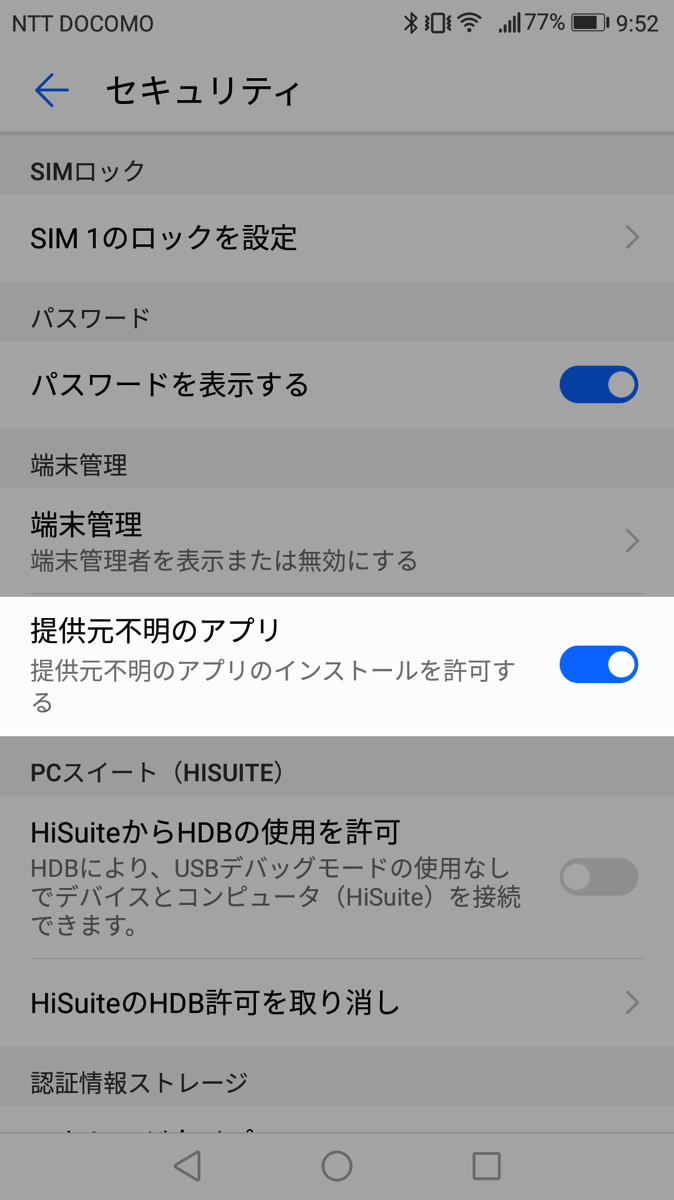 NTT DOCOMO 77% 9:52
セキュリティ
SIMロック
SIM 1のロックを設定
パスワード
パスワードを表示する
端末管理
端末管理
端末管理者を表示または無効にする
提供元不明のアプリ
提供元不明のアプリのインストールを許可す
る
PCスイート（HISUITE）
HiSuiteからHDBの使用を許可
HDBにより、USBデバッグモードの使用なし
でデバイスとコンピュータ（HiSuite）を接続
できます。
HiSuiteのHDB許可を取り消し
認証情報ストレージ